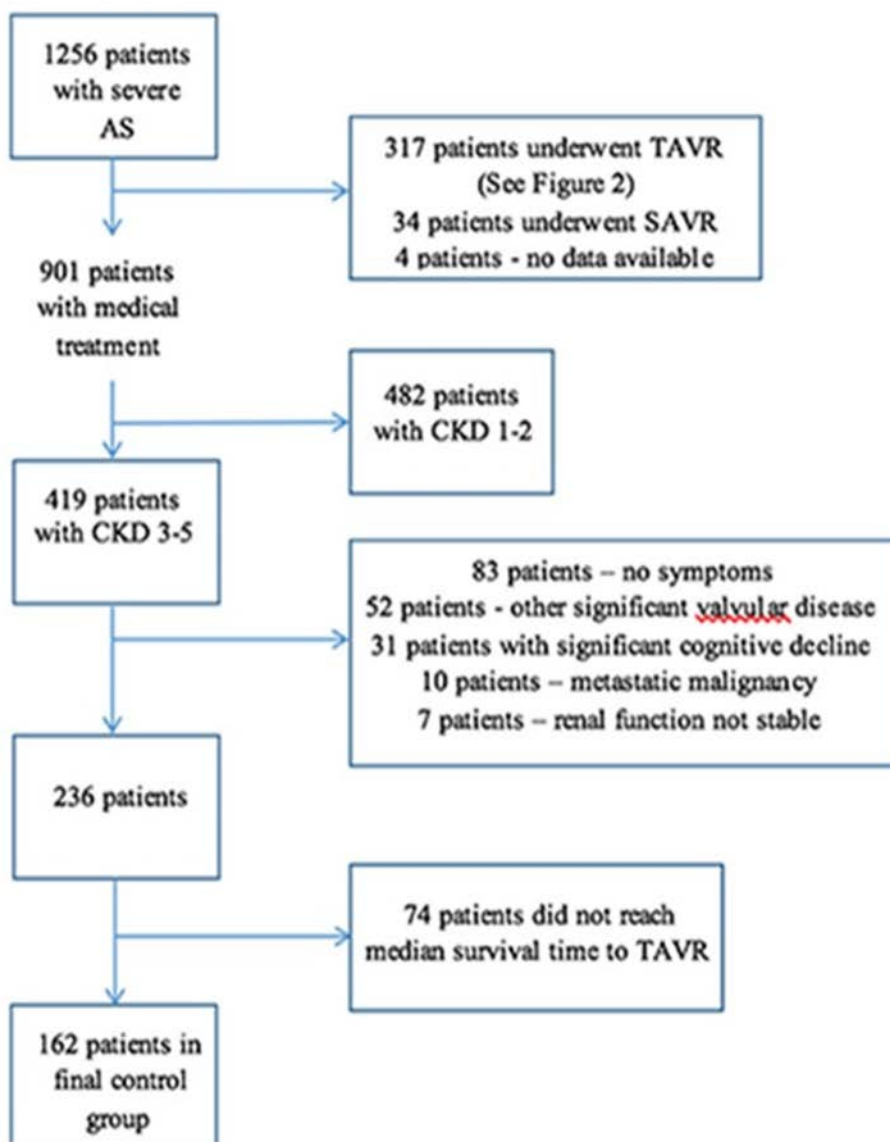 1256 patients
with severe
AS
317 patients underwent TAVR
(See Figure 2)
34 patients underwent SAVR
4 patients - no data available
901 patients
with medical
treatment
482 patients
with CKD 1-2
419 patients
with CKD 3-5
83 patients – no symptoms
52 patients - other significant valvular disease
31 patients with significant cognitive decline
10 patients – metastatic malignancy
7 patients – renal function not stable
236 patients
74 patients did not reach
median survival time to TAVR
162 patients in
final control
group